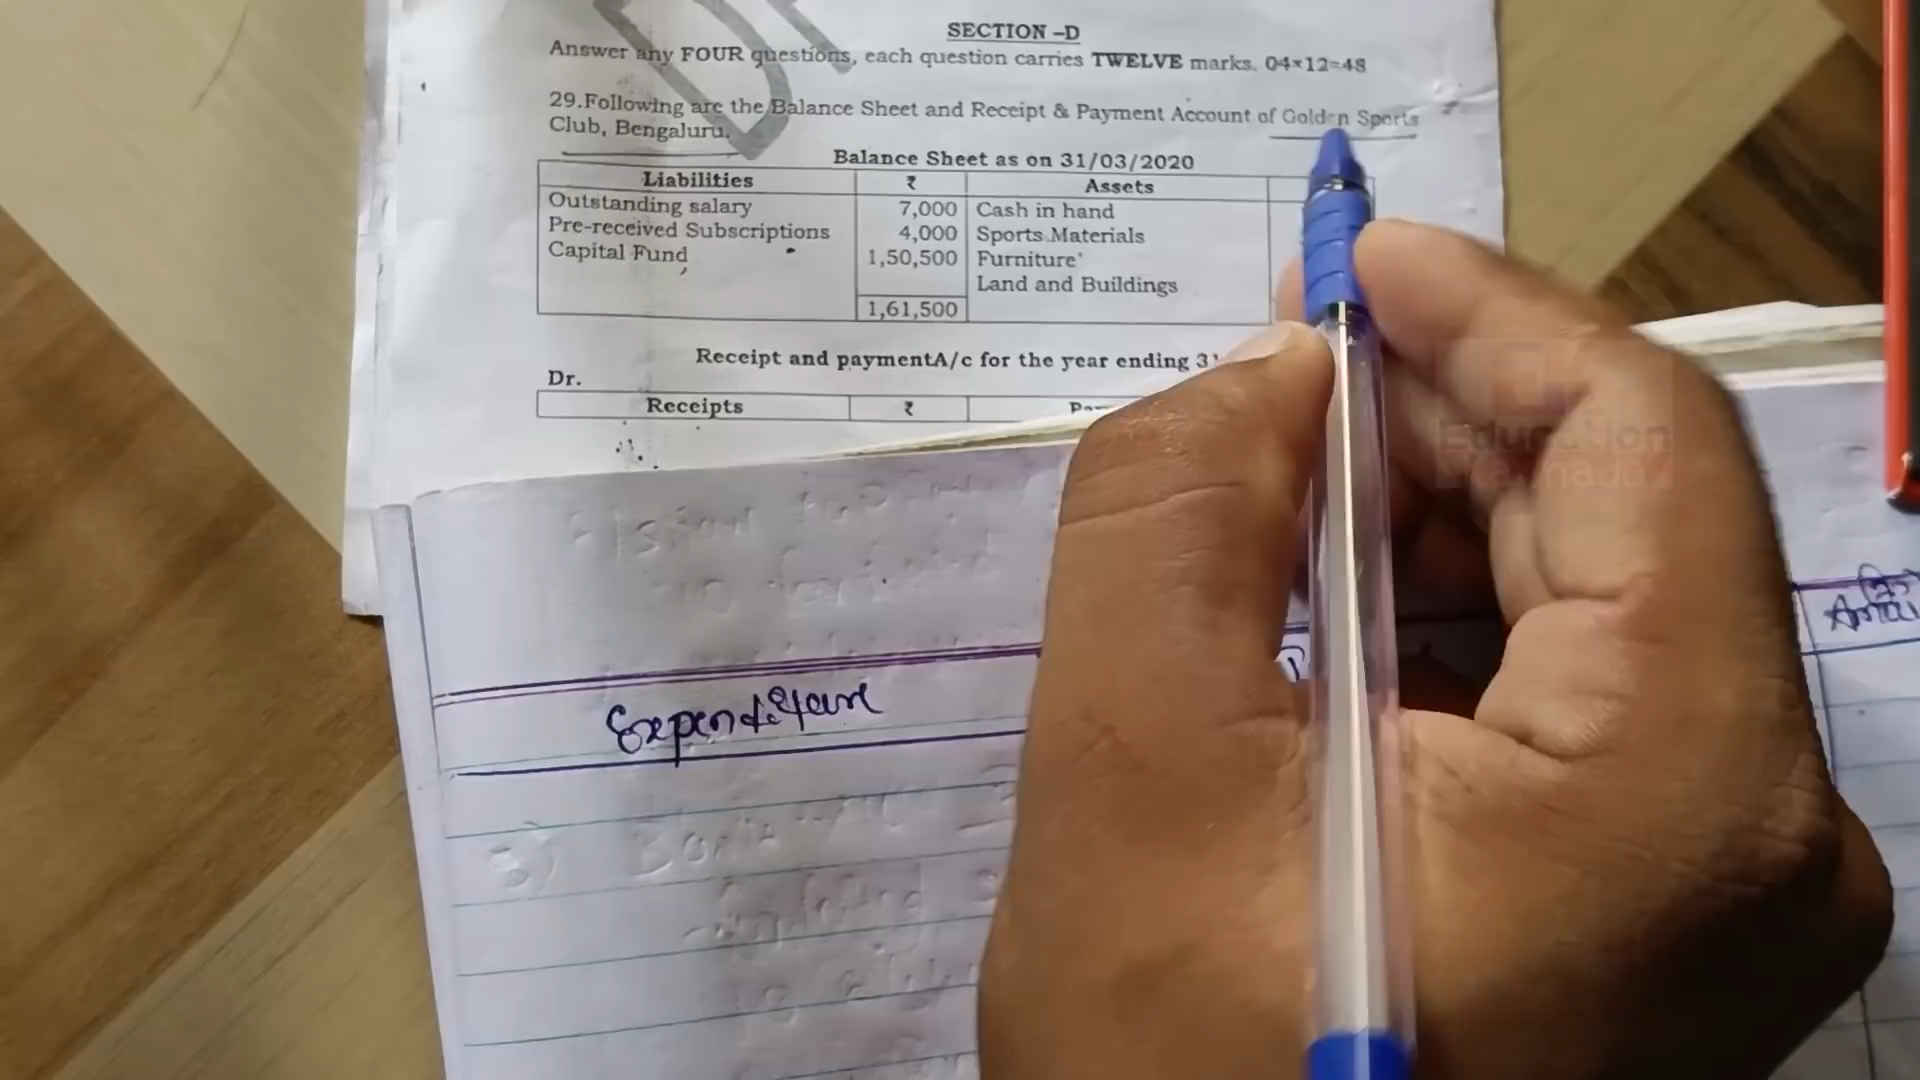 SECTION –D
Answer any FOUR questions, each question carries TWELVE marks. 04×12=48
29.Following are the Balance Sheet and Receipt & Payment Account of Golden Sports
Club, Bengaluru.
Balance Sheet as on 31/03/2020
Liabilities ₹ Assets
Outstanding salary 7,000 Cash in hand
Pre-received Subscriptions 4,000 Sports Materials
Capital Fund 1,50,500 Furniture
Land and Buildings
1,61,500
Receipt and paymentA/c for the year ending
Dr.
Receipts ₹
Education
Kannada
Expenditure